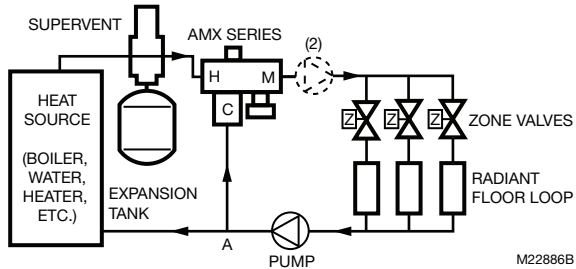 SUPERVENT
AMX SERIES
(2)
H
M
C
HEAT
SOURCE
(BOILER,
WATER,
HEATER,
ETC.)
EXPANSION
TANK
Z
Z
Z
ZONE VALVES
RADIANT
FLOOR LOOP
A
PUMP
M22886B